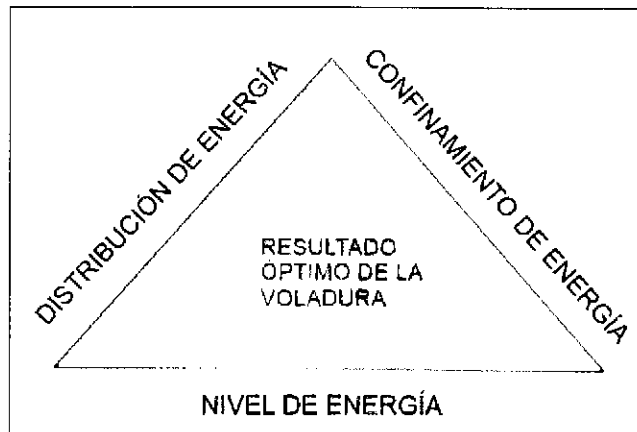 DISTRIBUCIÓN DE ENERGÍA
CONFINAMIENTO DE ENERGÍA
RESULTADO
ÓPTIMO DE LA
VOLADURA
NIVEL DE ENERGÍA